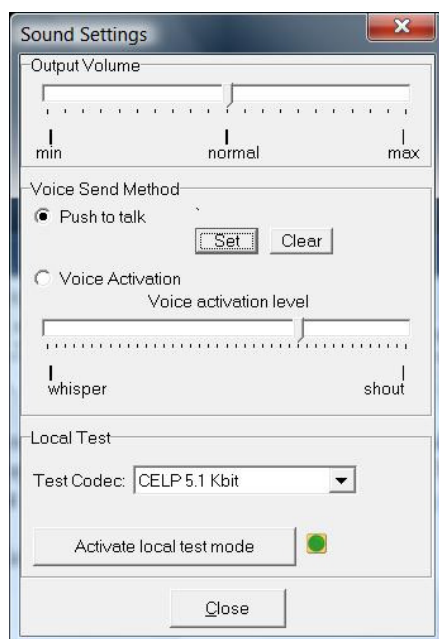 Sound Settings
Output Volume
min normal max
Voice Send Method
Push to talk `
Set Clear
Voice Activation
Voice activation level
whisper shout
Local Test
Test Codec: CELP 5.1 Kbit
Activate local test mode
Close